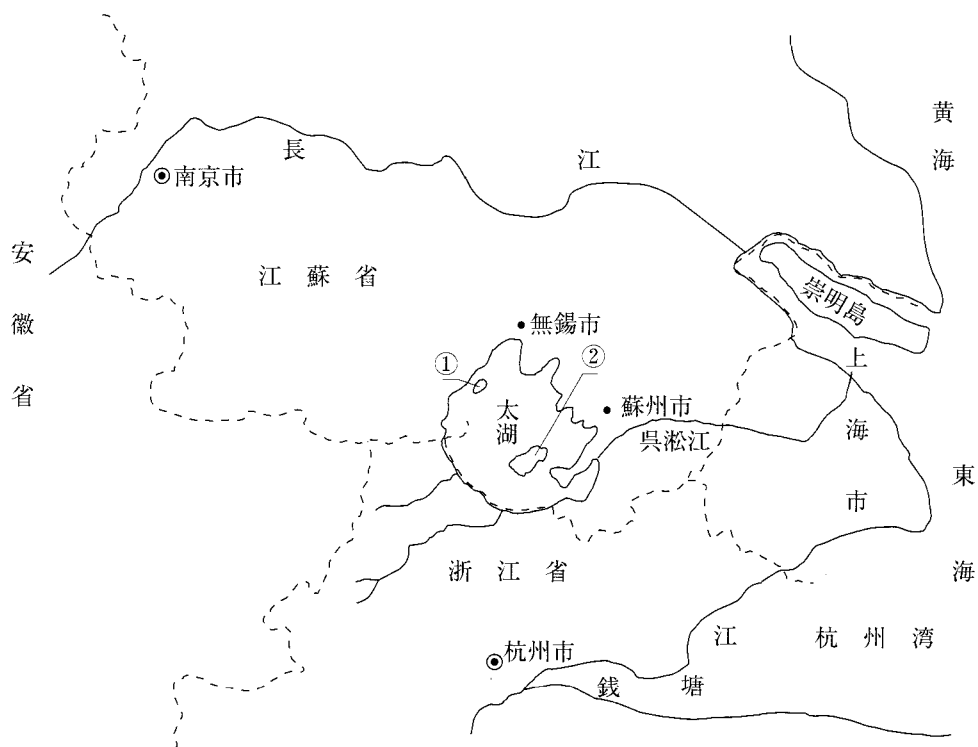 黄海
長江
南京市
安徽省
江蘇省
崇明島
無錫市
①
②
上海市
太湖
蘇州市
呉淞江
東海
浙江省
杭州市
銭塘江
杭州湾